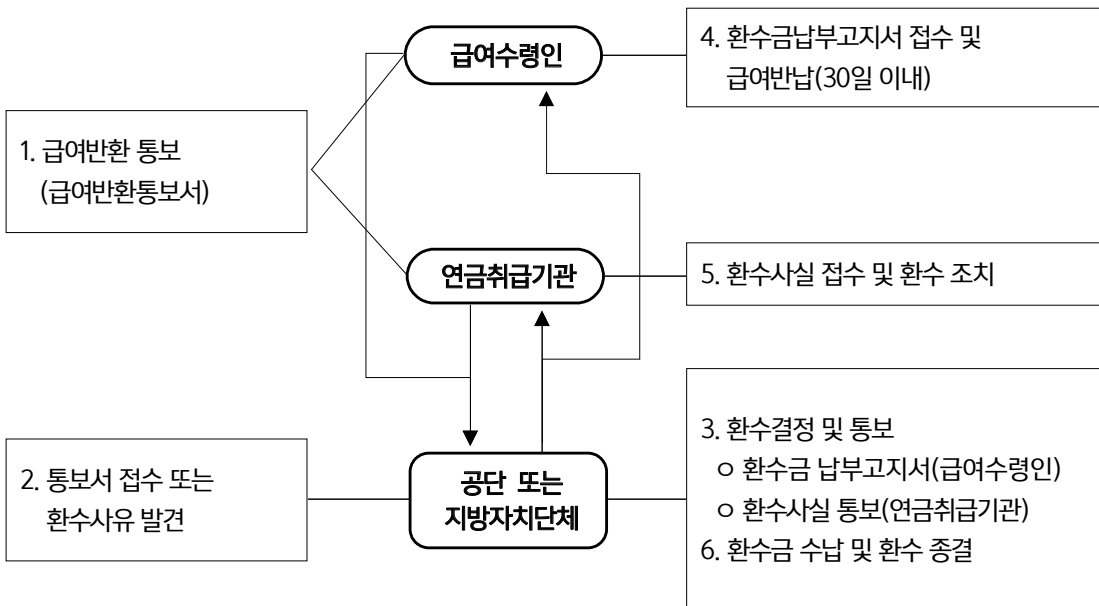 급여수령인
4. 환수금납부고지서 접수 및
급여반납(30일 이내)
1. 급여반환 통보
(급여반환통보서)
연금취급기관
5. 환수사실 접수 및 환수 조치
2. 통보서 접수 또는
환수사유 발견
공단 또는
지방자치단체
3. 환수결정 및 통보
ㅇ 환수금 납부고지서(급여수령인)
ㅇ 환수사실 통보(연금취급기관)
6. 환수금 수납 및 환수 종결